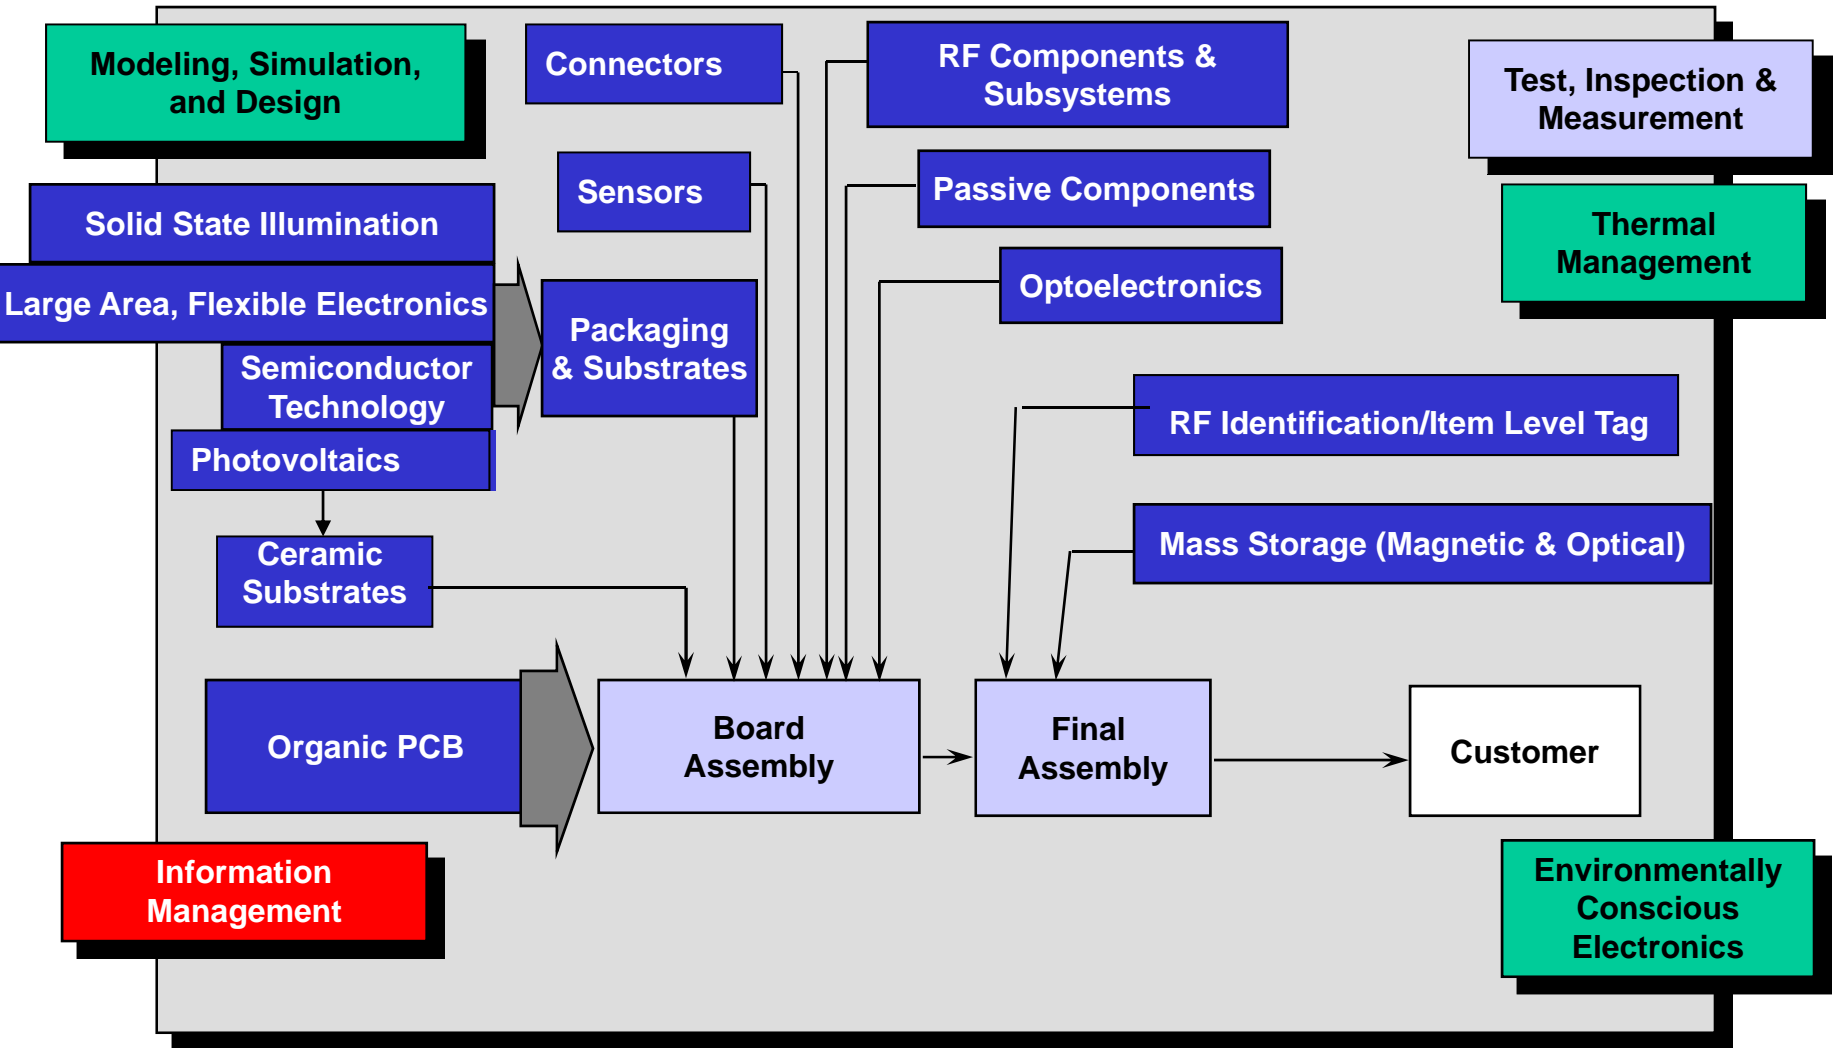 Modeling, Simulation,
and Design
Connectors
RF Components &
Subsystems
Test, Inspection &
Measurement
Sensors
Passive Components
Solid State Illumination
Thermal
Management
Large Area, Flexible Electronics
Optoelectronics
Packaging
& Substrates
Semiconductor
Technology
RF Identification/Item Level Tag
Photovoltaics
Mass Storage (Magnetic & Optical)
Ceramic
Substrates
Organic PCB
Board
Assembly
Final
Assembly
Customer
Information
Management
Environmentally
Conscious
Electronics